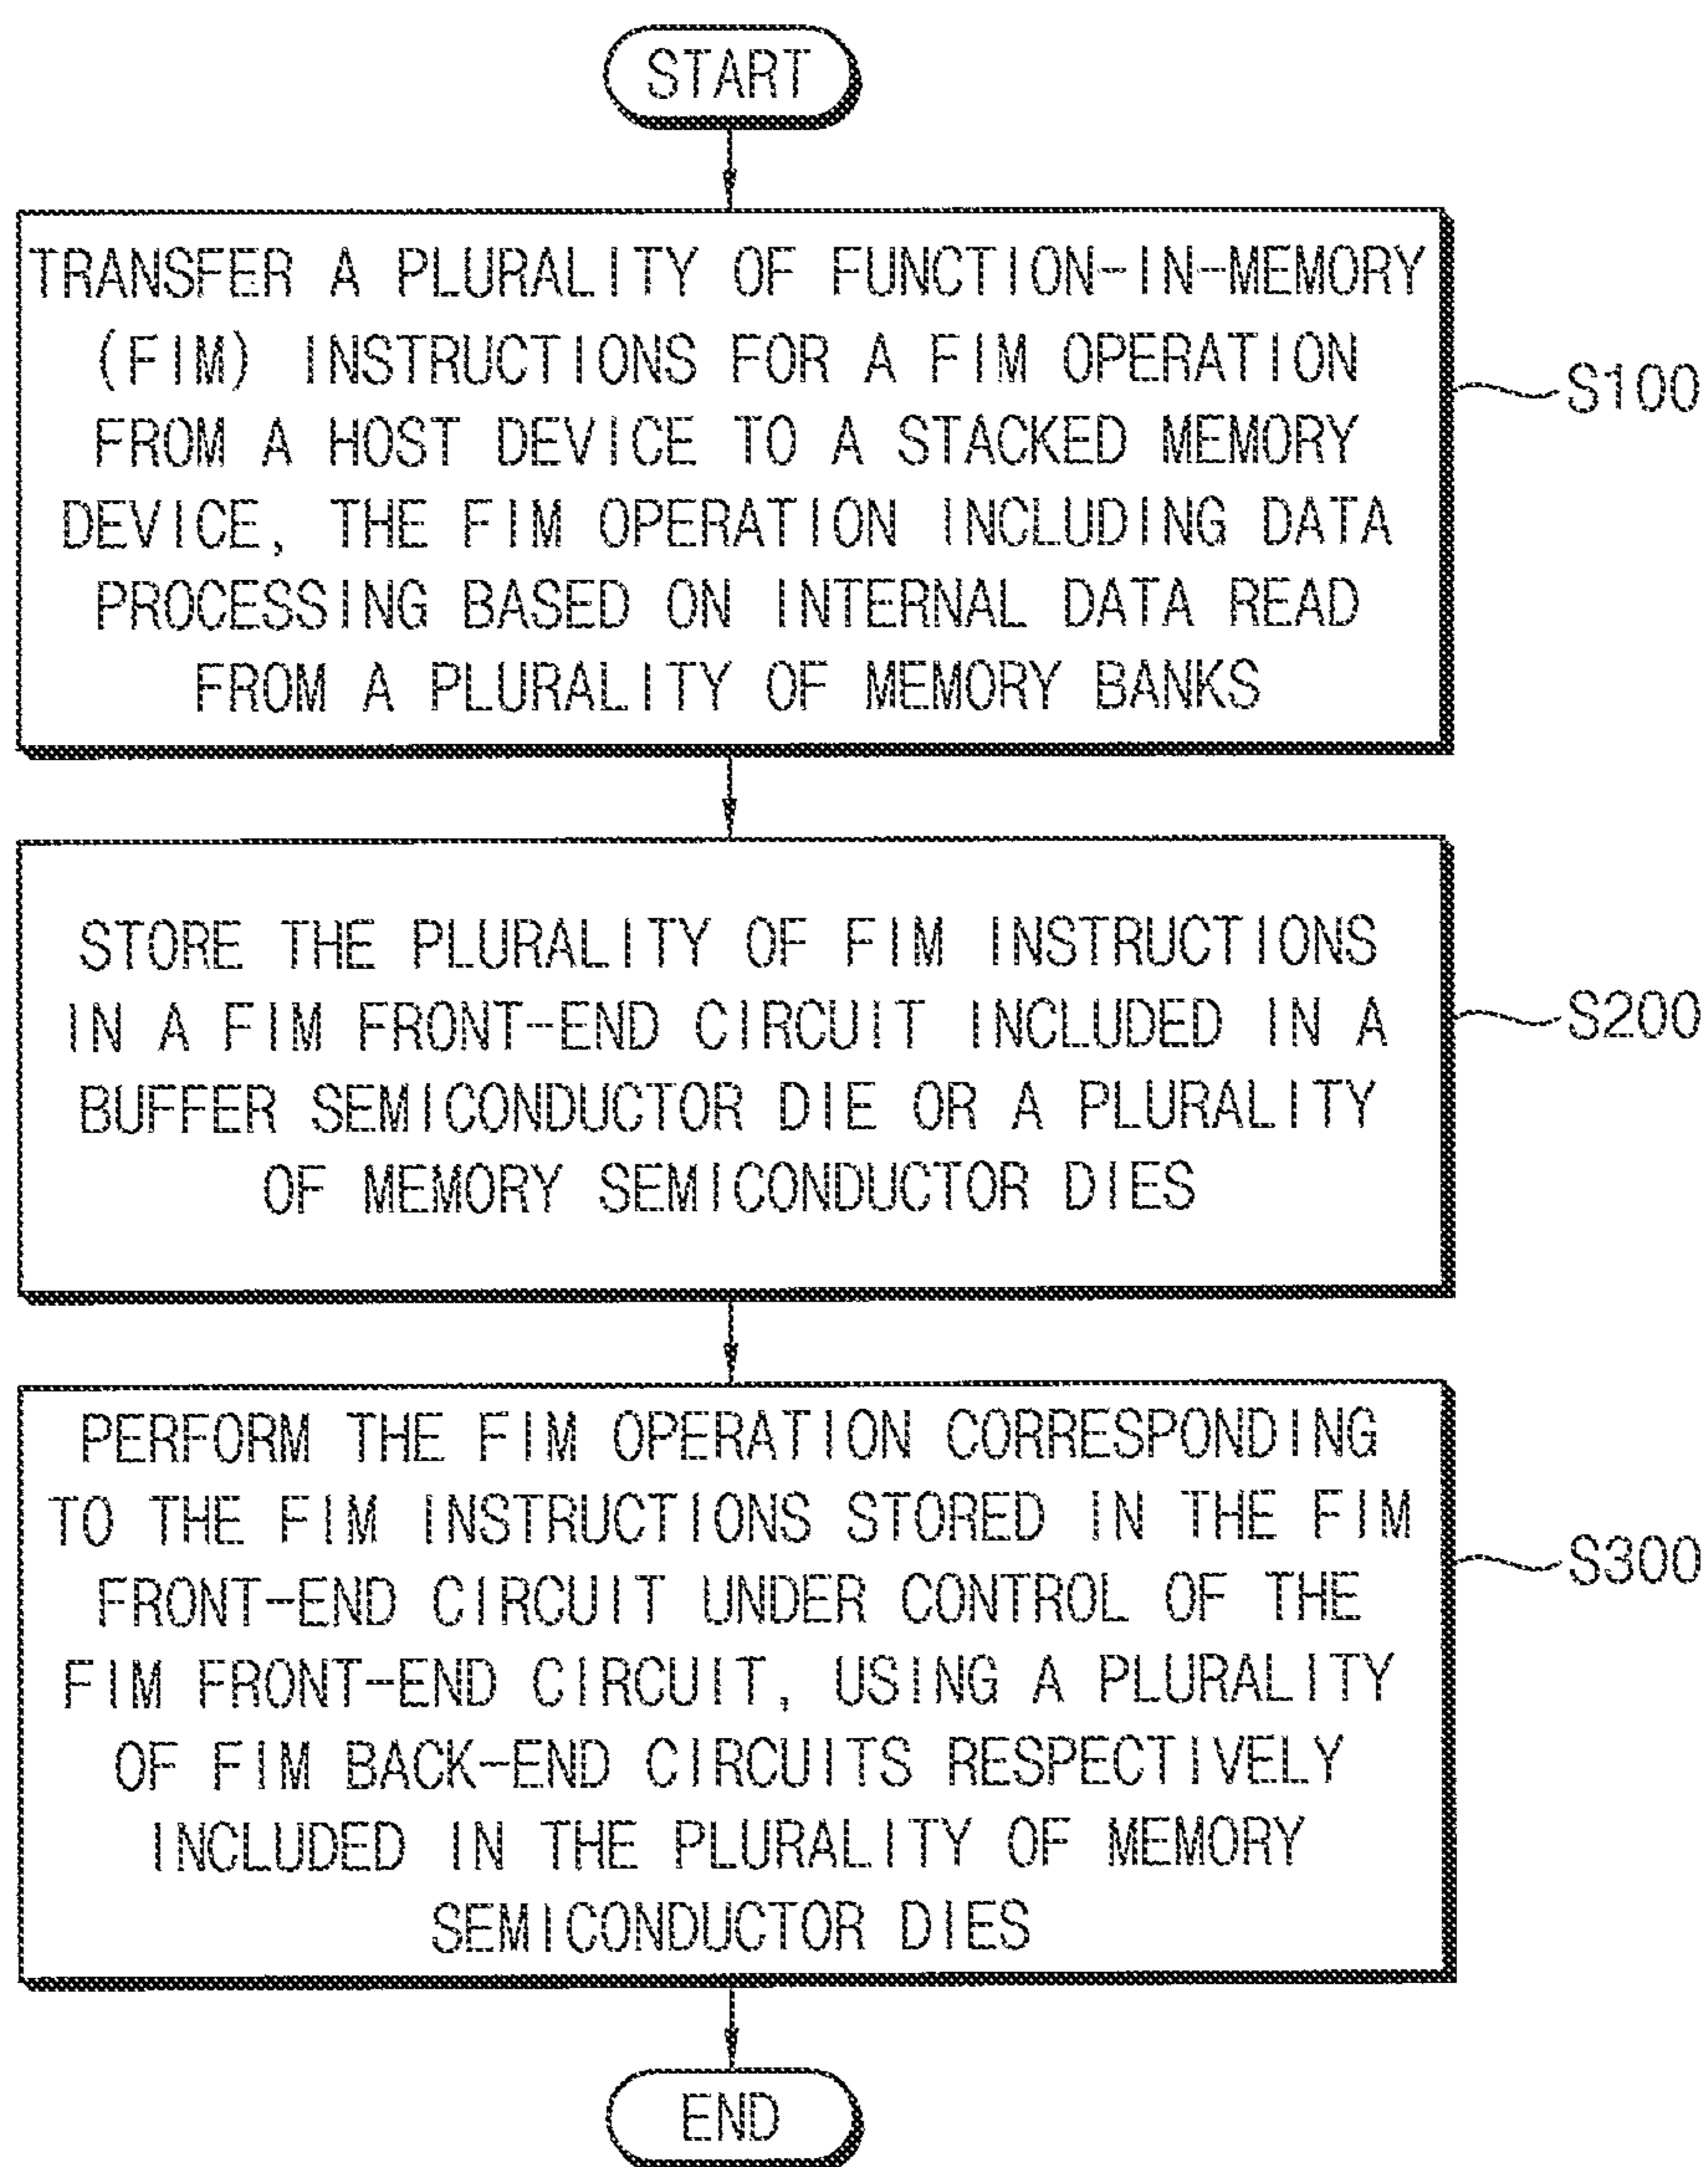 START
TRANSFER A PLURALITY OF FUNCTION-IN-MEMORY
(FIM) INSTRUCTIONS FOR A FIM OPERATION
FROM A HOST DEVICE TO A STACKED MEMORY
DEVICE, THE FIM OPERATION INCLUDING DATA
PROCESSING BASED ON INTERNAL DATA READ
FROM A PLURALITY OF MEMORY BANKS
S100
STORE THE PLURALITY OF FIM INSTRUCTIONS
IN A FIM FRONT-END CIRCUIT INCLUDED IN A
BUFFER SEMICONDUCTOR DIE OR A PLURALITY
OF MEMORY SEMICONDUCTOR DIES
S200
PERFORM THE FIM OPERATION CORRESPONDING
TO THE FIM INSTRUCTIONS STORED IN THE FIM
FRONT-END CIRCUIT UNDER CONTROL OF THE
FIM FRONT-END CIRCUIT, USING A PLURALITY
OF FIM BACK-END CIRCUITS RESPECTIVELY
INCLUDED IN THE PLURALITY OF MEMORY
SEMICONDUCTOR DIES
S300
END